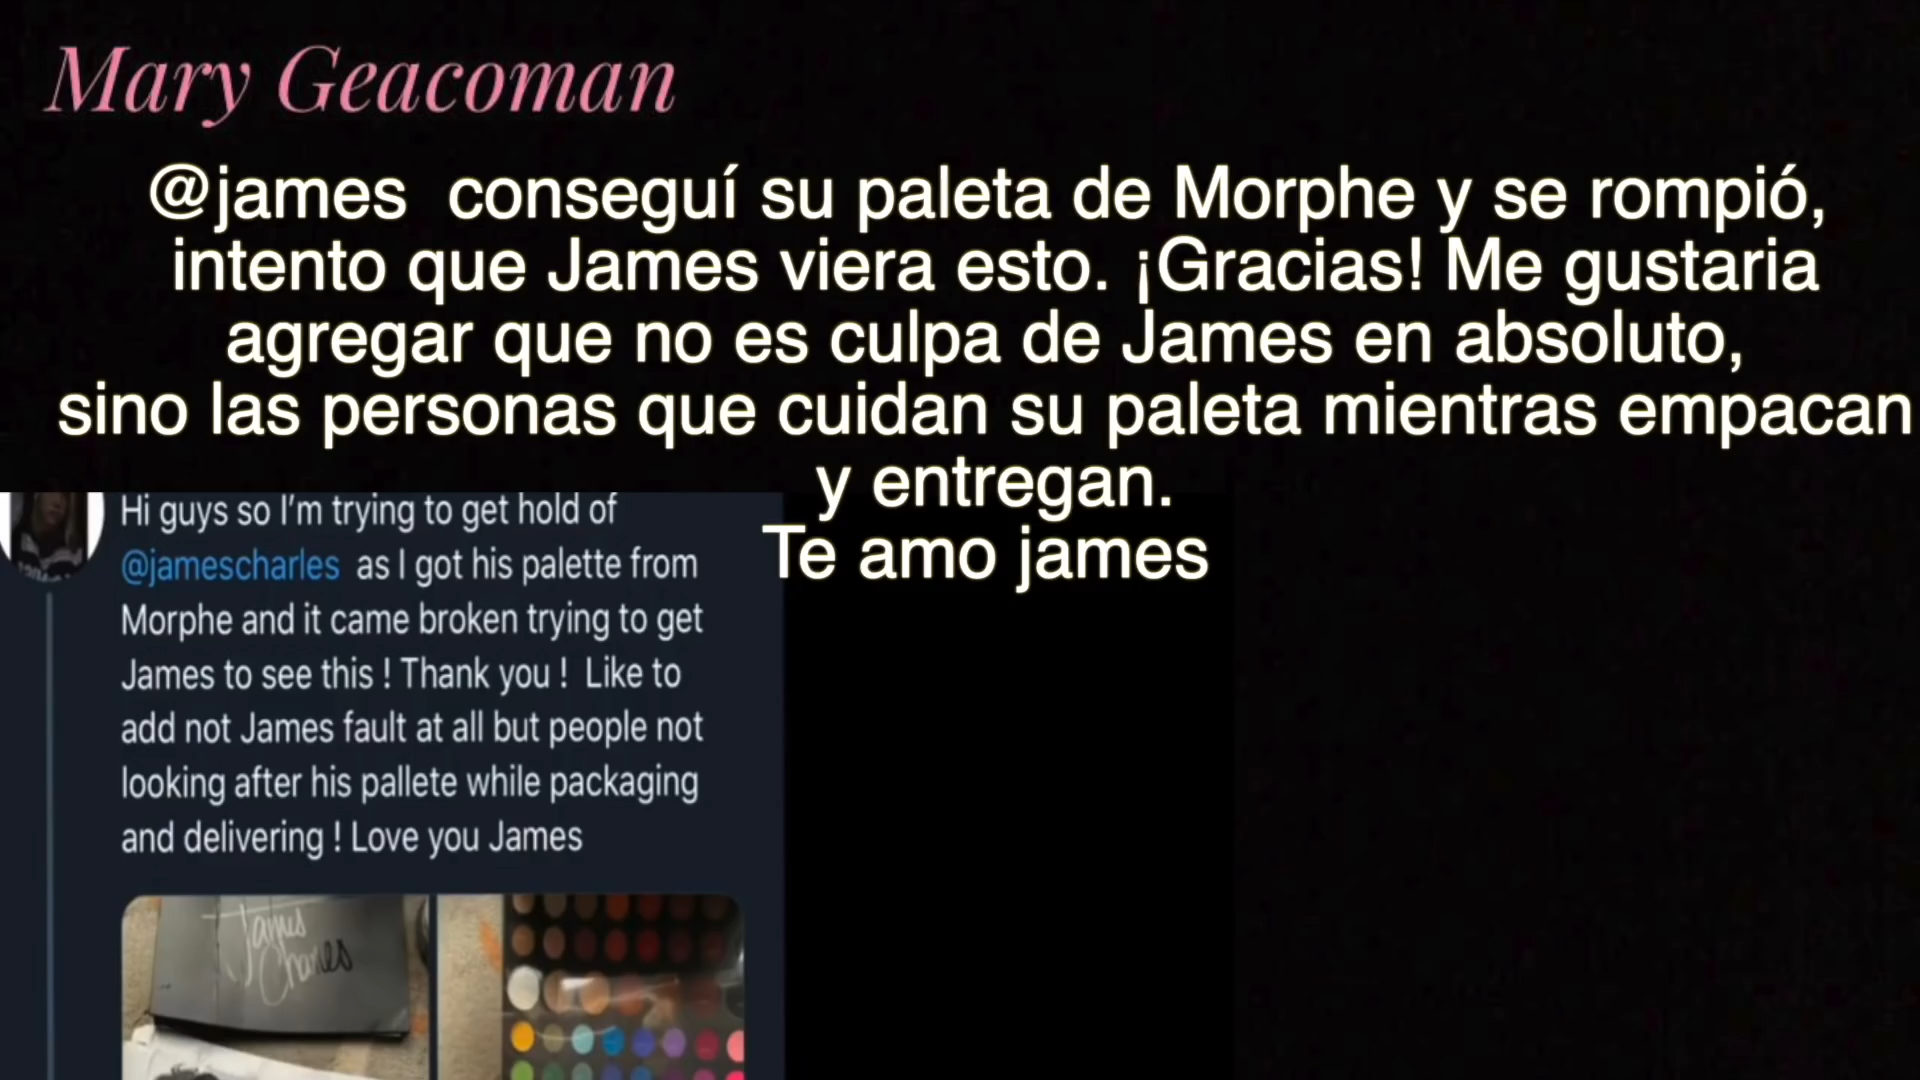 Mary Geacoman
@james conseguí su paleta de Morphe y se rompió,
intento que James viera esto. ¡Gracias! Me gustaria
agregar que no es culpa de James en absoluto,
sino las personas que cuidan su paleta mientras empacan
y entregan.
Te amo james
Hi guys so I'm trying to get hold of
@jamescharles as I got his palette from
Morphe and it came broken trying to get
James to see this ! Thank you ! Like to
add not James fault at all but people not
looking after his pallete while packaging
and delivering ! Love you James
James
Charles